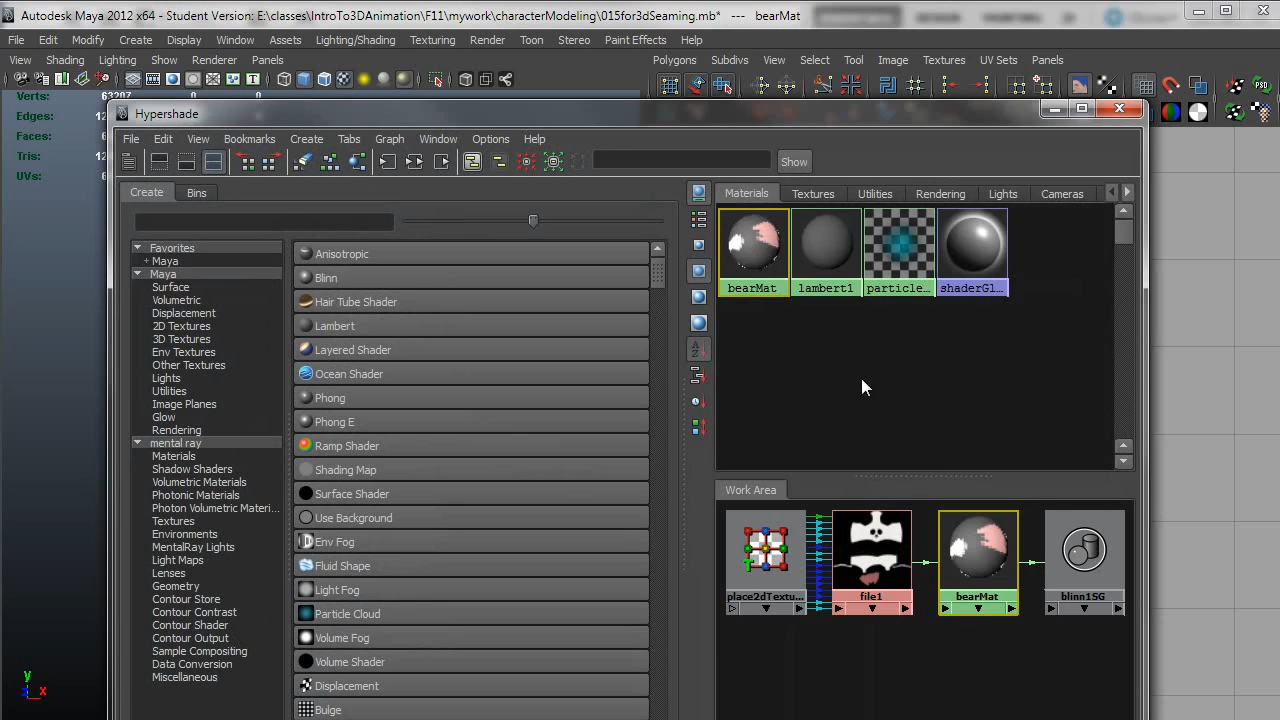 Autodesk Maya 2012 x64 - Student Version: E:\classes\IntroTo3DAnimation\F11\mywork\characterModeling\015for3dSeaming.mb* --- bearMat
File Edit Modify Create Display Window Assets Lighting/Shading Texturing Render Toon Stereo Paint Effects Help
View Shading Lighting Show Renderer Panels
Polygons Subdivs View Select Tool Image Textures UV Sets Panels
Verts: 63207 0 0
Edges: 12
Faces: 6
Tris: 12
UVs: 6
Hypershade
File Edit View Bookmarks Create Tabs Graph Window Options Help
Show
Create Bins
Favorites
+ Maya
Maya
Surface
Volumetric
Displacement
2D Textures
3D Textures
Env Textures
Other Textures
Lights
Utilities
Image Planes
Glow
Rendering
mental ray
Materials
Shadow Shaders
Volumetric Materials
Photonic Materials
Photon Volumetric Materi...
Textures
Environments
MentalRay Lights
Light Maps
Lenses
Geometry
Contour Store
Contour Contrast
Contour Shader
Contour Output
Sample Compositing
Data Conversion
Miscellaneous
Anisotropic
Blinn
Hair Tube Shader
Lambert
Layered Shader
Ocean Shader
Phong
Phong E
Ramp Shader
Shading Map
Surface Shader
Use Background
Env Fog
Fluid Shape
Light Fog
Particle Cloud
Volume Fog
Volume Shader
Displacement
Bulge
Materials Textures Utilities Rendering Lights Cameras
bearMat lambert1 particle... shaderGl...
Work Area
place2dTextu... file1 bearMat blinn1SG
y
z x